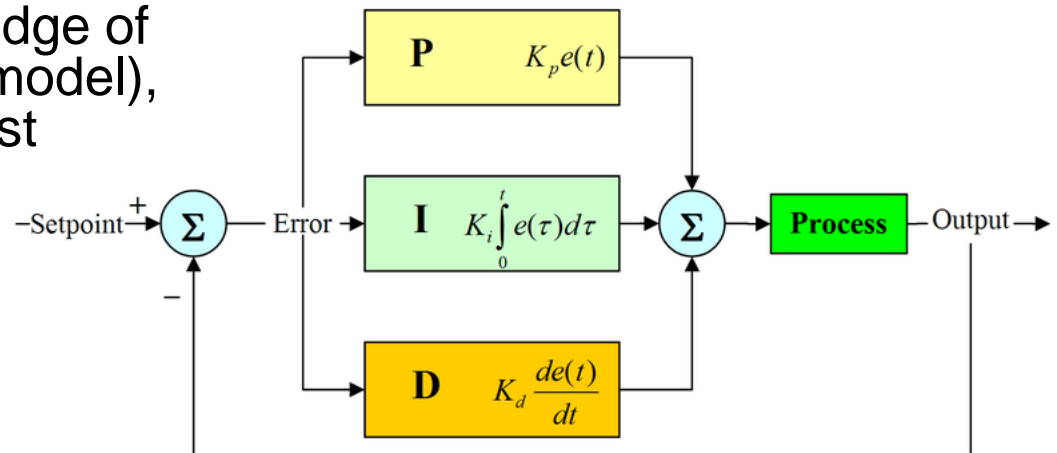 dge of
model),
st
P K_p e(t)
–Setpoint + Σ Error I K_i ∫_0^t e(τ)dτ Σ Process Output
–
D K_d de(t)/dt